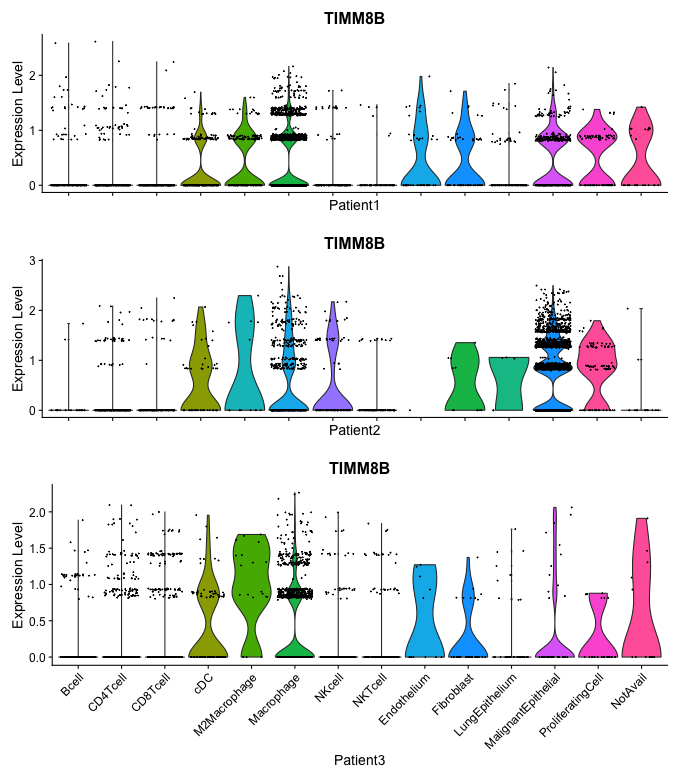 TIMM8B
Expression Level
2
1
0
Patient1
TIMM8B
Expression Level
3
2
1
0
Patient2
TIMM8B
Expression Level
2.0
1.5
1.0
0.5
0.0
Bcell
CD4Tcell
CD8Tcell
cDC
M2Macrophage
Macrophage
NKcell
NKTcell
Endothelium
Fibroblast
LungEpithelium
MalignantEpithelial
ProliferatingCell
NotAvail
Patient3